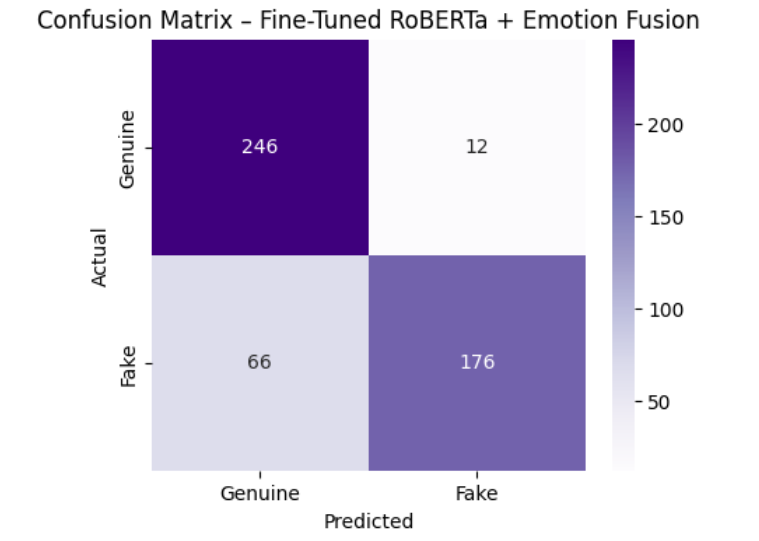 Confusion Matrix – Fine-Tuned RoBERTa + Emotion Fusion
Genuine
246
12
200
150
Actual
100
Fake
66
176
50
Genuine
Fake
Predicted